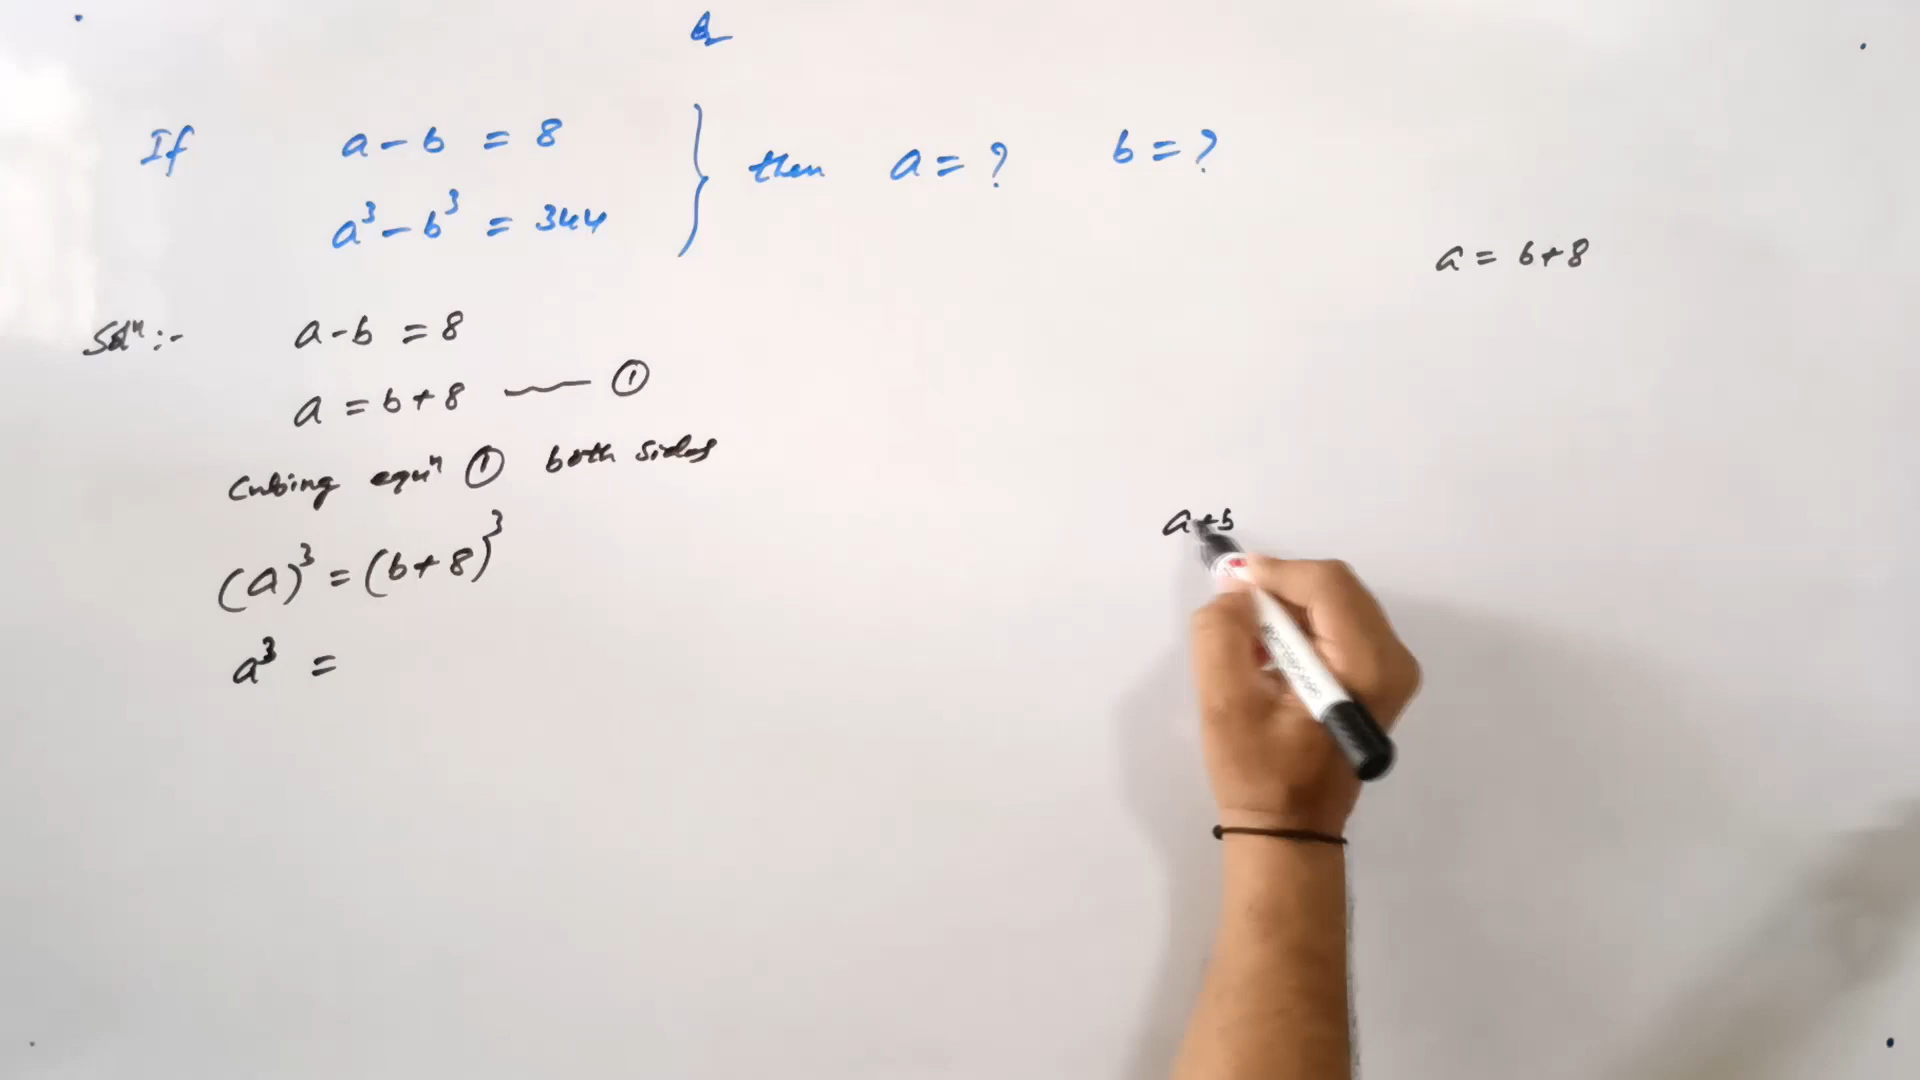 Q
If a - b = 8
a³ - b³ = 344
} then a = ? b = ?
a = b + 8
Solⁿ :- a - b = 8
a = b + 8 —— ①
Cubing equⁿ ① both sides
(a)³ = (b + 8)³
a + b
a³ =